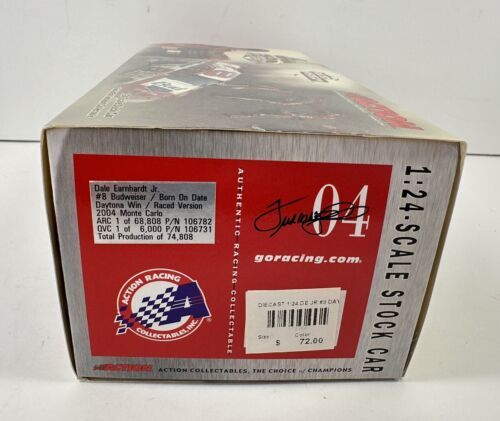 Dale Earnhardt Jr.
#8 Budweiser / Born On Date
Daytona Win / Raced Version
2004 Monte Carlo
ARC 1 of 68,808 P/N 106782
QVC 1 of 6,000 P/N 106731
Total Production of 74,808
ACTION RACING
COLLECTABLES, INC.
ACTION
ACTION COLLECTABLES, THE CHOICE of CHAMPIONS
AUTHENTIC RACING COLLECTABLE
04
goracing.com
DIECAST 1:24 DE JR #8 DAY
Size
Color
$ 72.00
1:24-SCALE STOCK CAR
ACTION